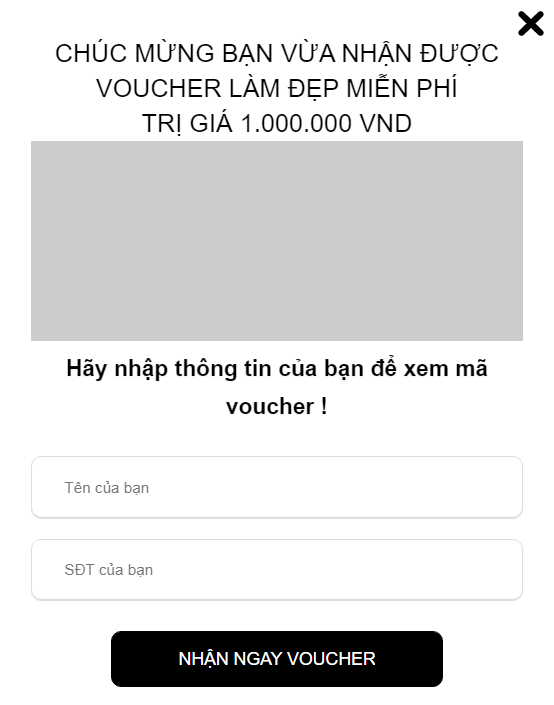 CHÚC MỪNG BẠN VỪA NHẬN ĐƯỢC
VOUCHER LÀM ĐẸP MIỄN PHÍ
TRỊ GIÁ 1.000.000 VND
Hãy nhập thông tin của bạn để xem mã
voucher !
Tên của bạn
SĐT của bạn
NHẬN NGAY VOUCHER